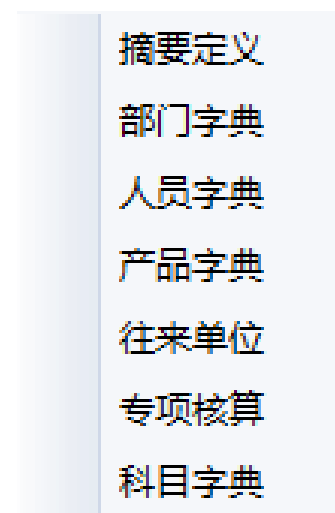 摘要定义
部门字典
人员字典
产品字典
往来单位
专项核算
科目字典